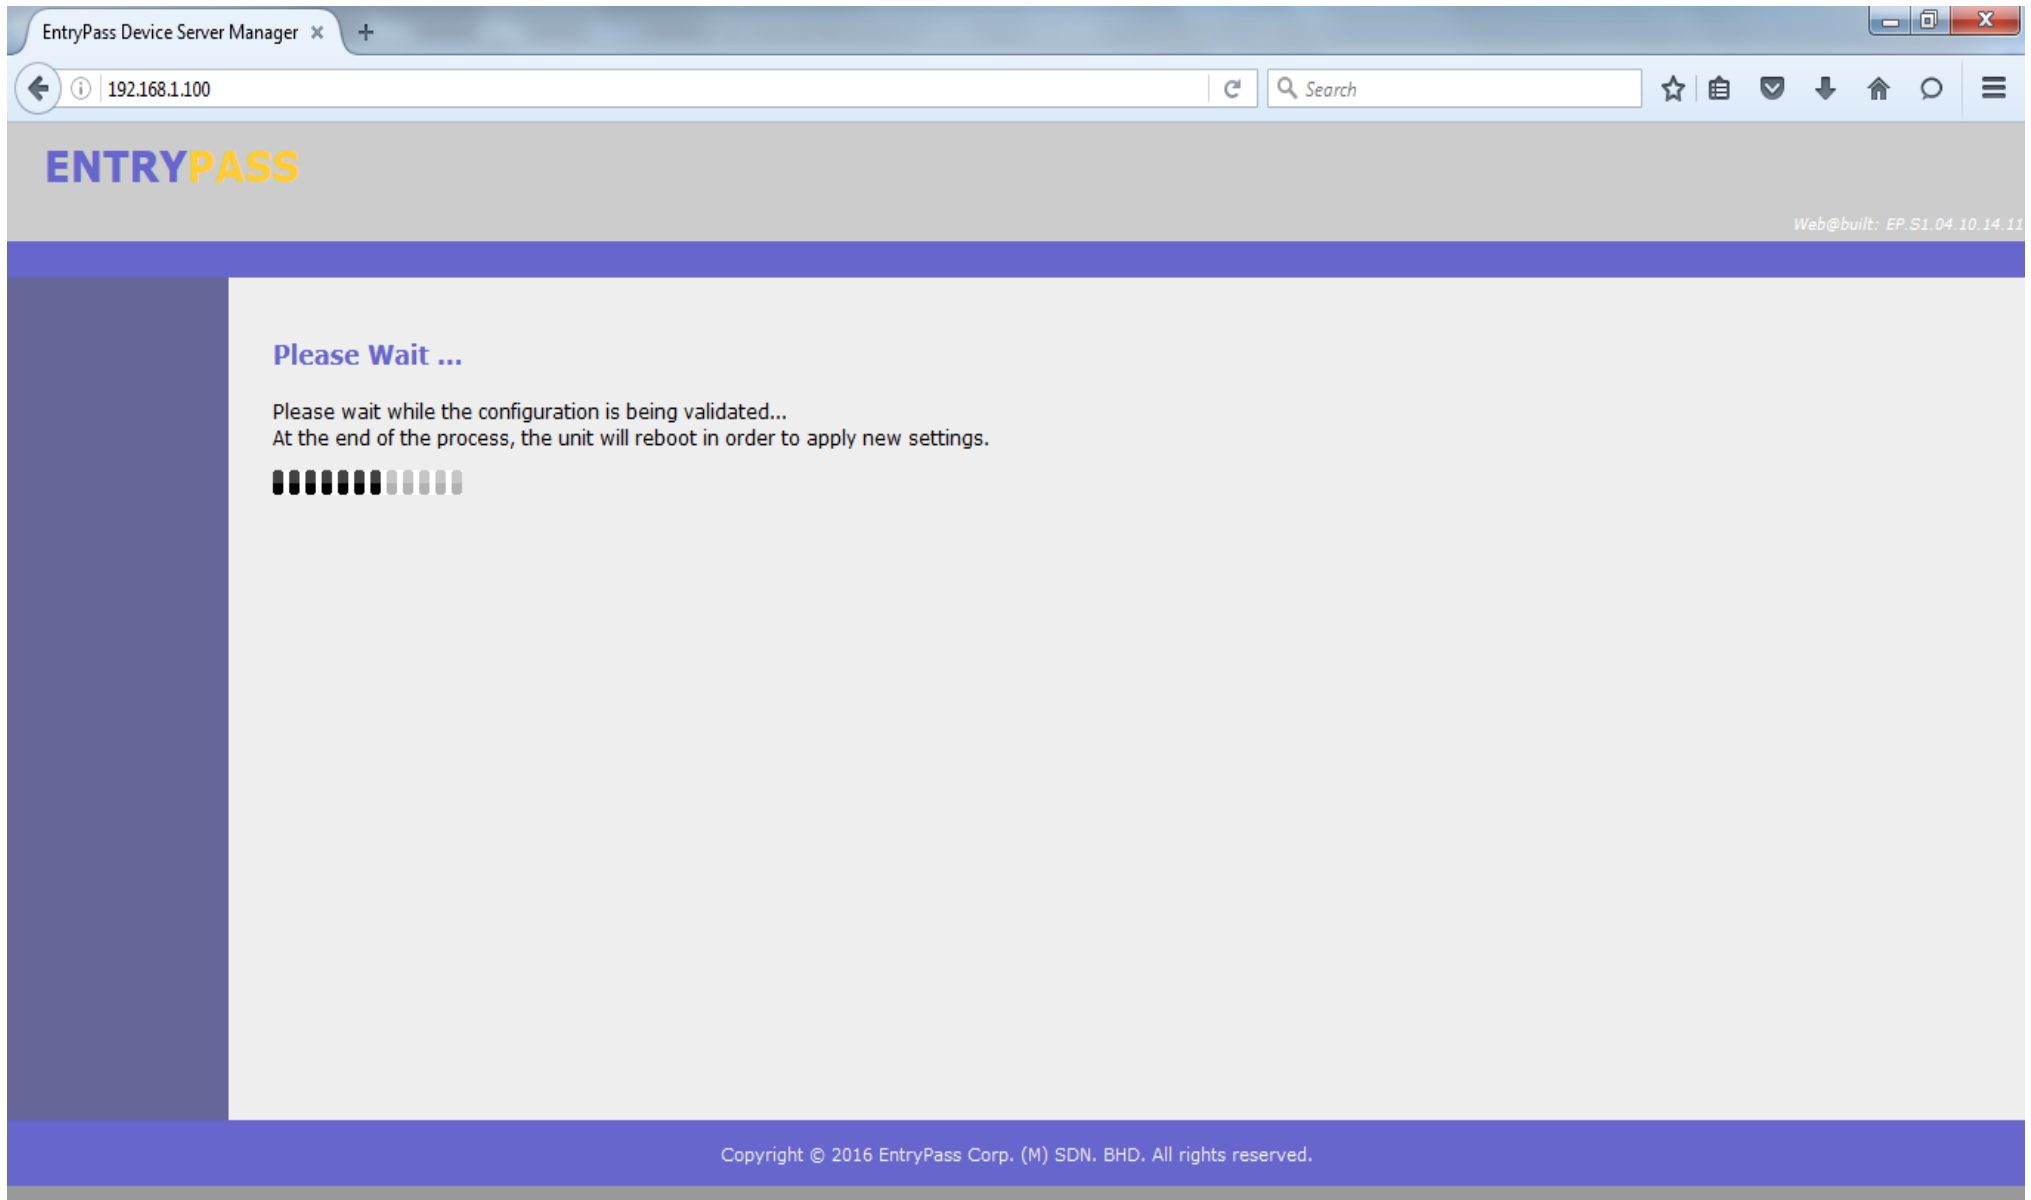 EntryPass Device Server Manager
192.168.1.100
Search
ENTRYPASS
Web@built: EP.S1.04.10.14.11
Please Wait ...
Please wait while the configuration is being validated...
At the end of the process, the unit will reboot in order to apply new settings.
Copyright © 2016 EntryPass Corp. (M) SDN. BHD. All rights reserved.